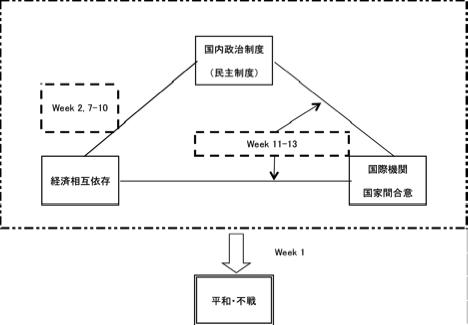 国内政治制度
（民主制度）
Week 2, 7-10
Week 11-13
経済相互依存
国際機関
国家間合意
Week 1
平和・不戦